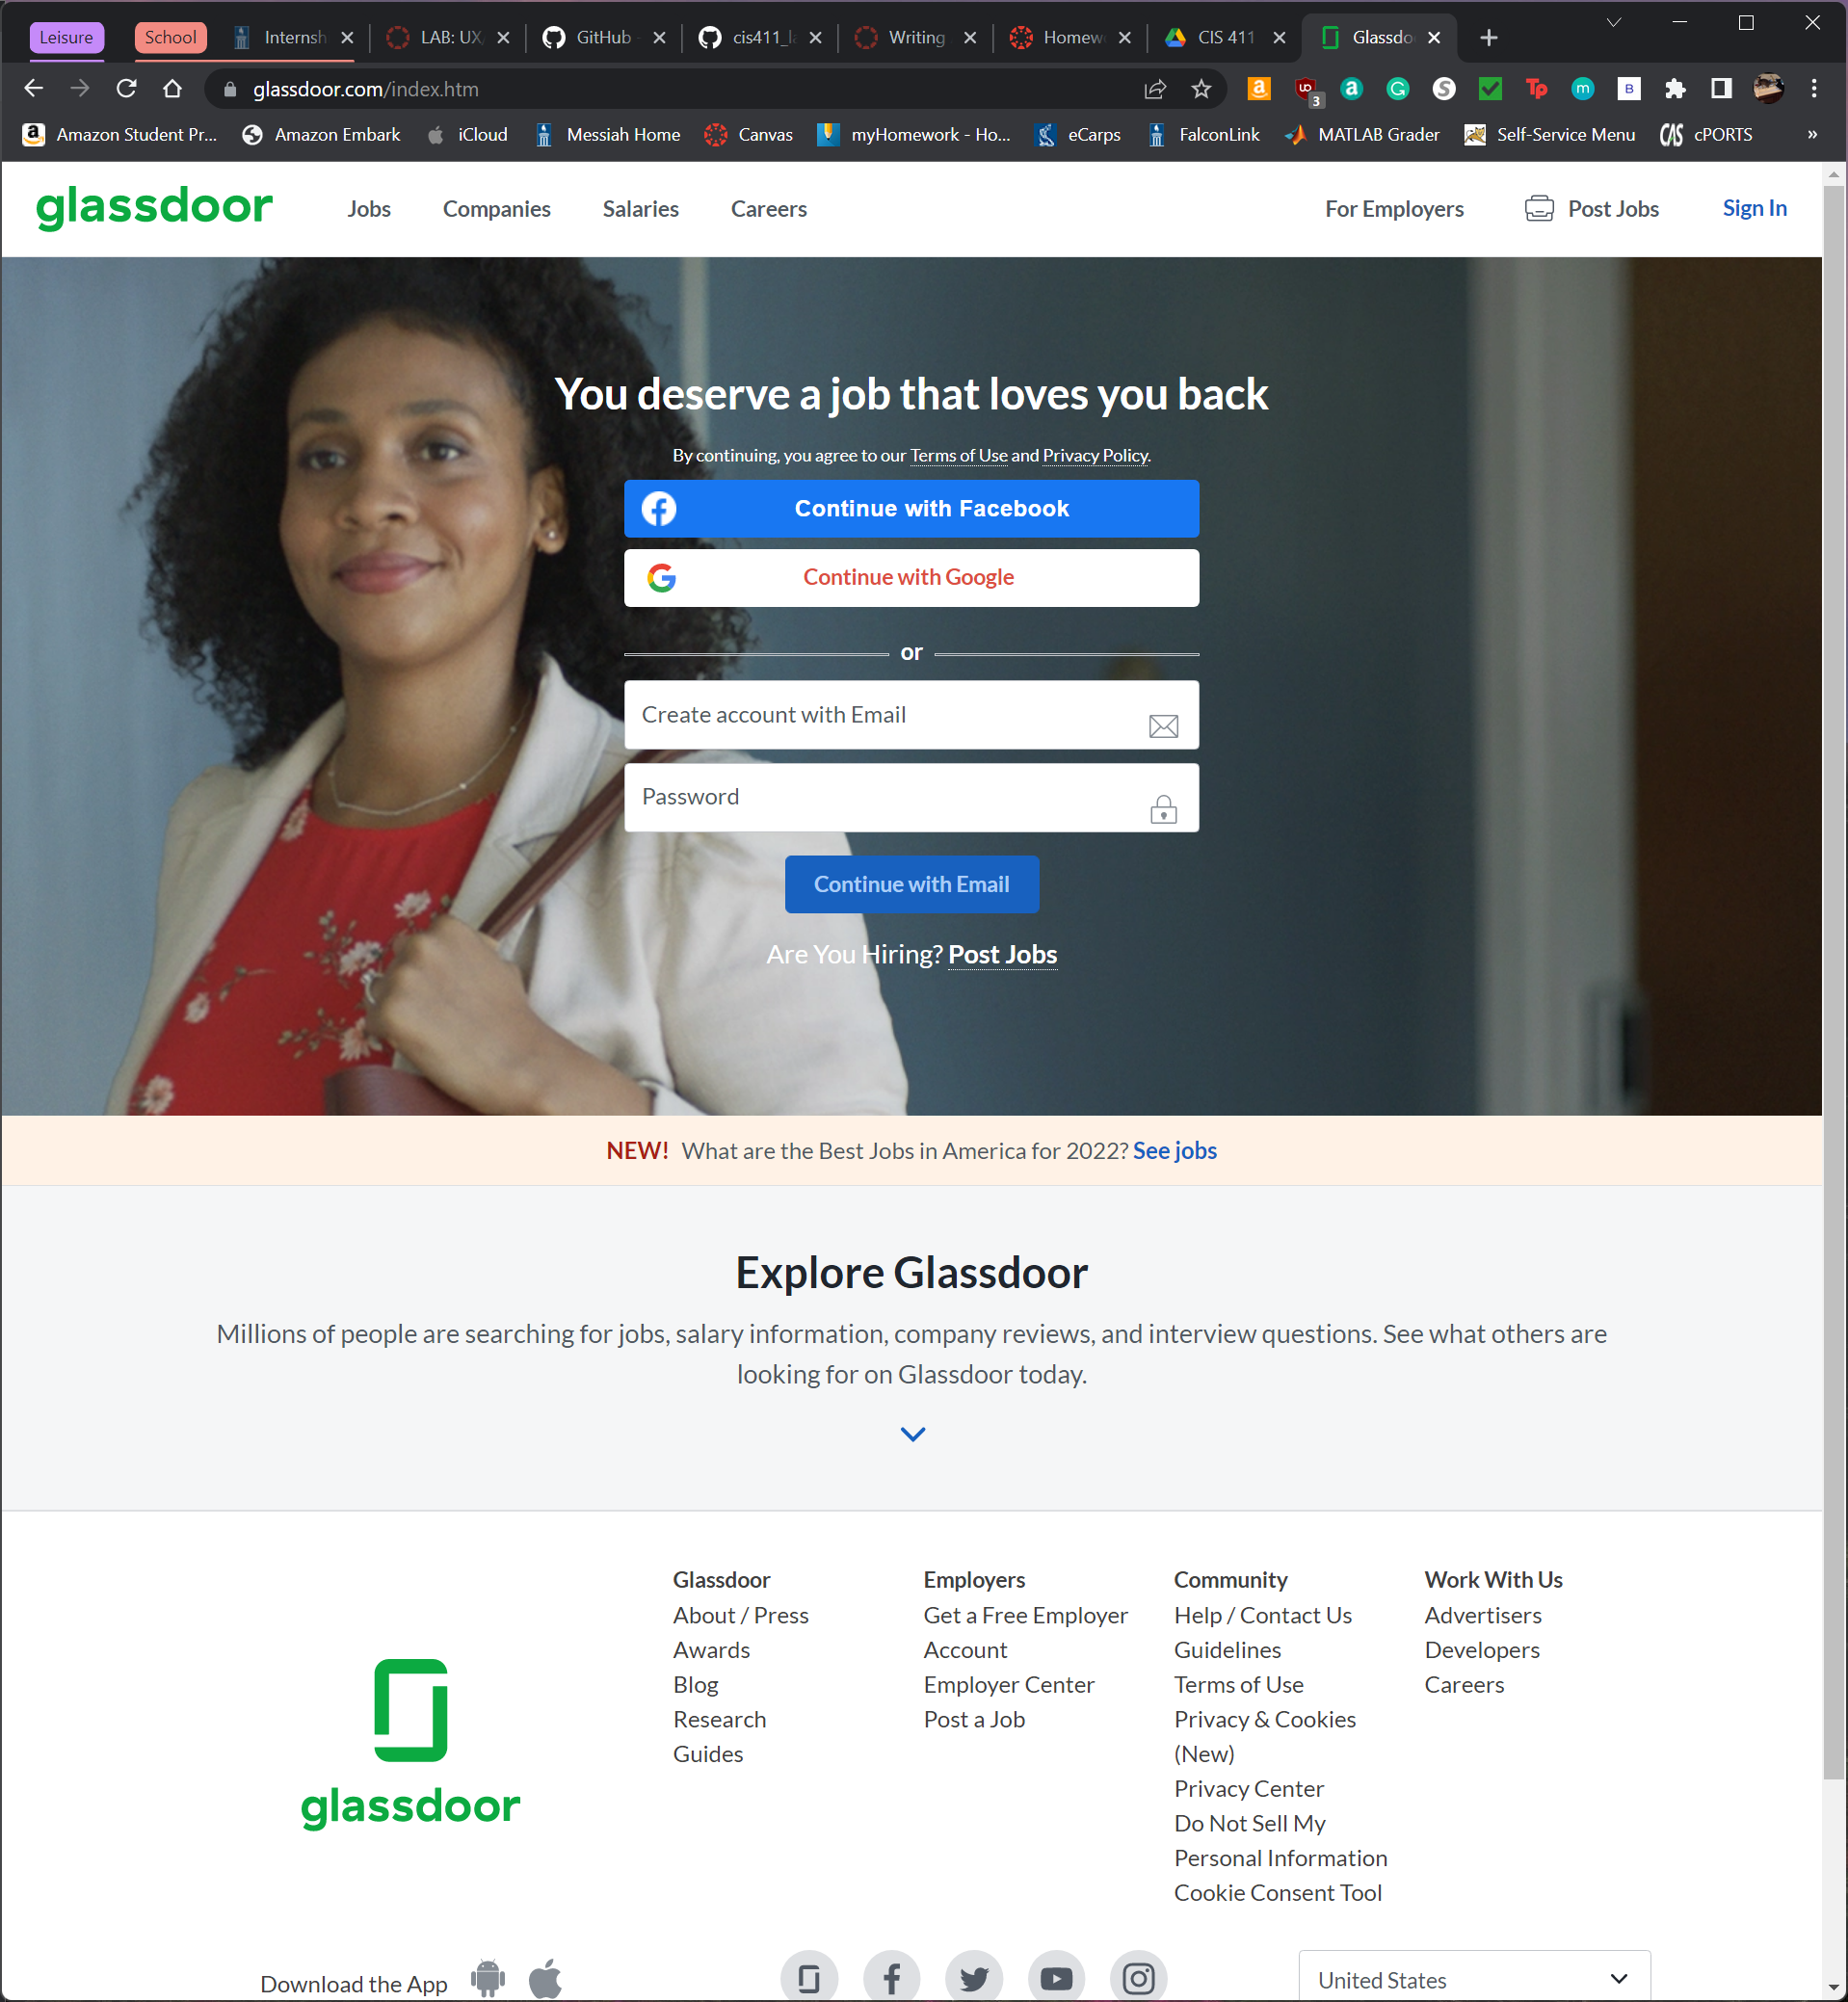 Leisure School Internsh LAB: UX GitHub cis411_l Writing Homew CIS 411 Glassdo
glassdoor.com/index.htm
3
Amazon Student Pr... Amazon Embark iCloud Messiah Home Canvas myHomework - Ho... eCarps FalconLink MATLAB Grader Self-Service Menu CAS cPORTS »
glassdoor Jobs Companies Salaries Careers For Employers Post Jobs Sign In
You deserve a job that loves you back
By continuing, you agree to our Terms of Use and Privacy Policy.
Continue with Facebook
Continue with Google
or
Create account with Email
Password
Continue with Email
Are You Hiring? Post Jobs
NEW! What are the Best Jobs in America for 2022? See jobs
Explore Glassdoor
Millions of people are searching for jobs, salary information, company reviews, and interview questions. See what others are
looking for on Glassdoor today.
glassdoor
Glassdoor
About / Press
Awards
Blog
Research
Guides
Employers
Get a Free Employer
Account
Employer Center
Post a Job
Community
Help / Contact Us
Guidelines
Terms of Use
Privacy & Cookies
(New)
Privacy Center
Do Not Sell My
Personal Information
Cookie Consent Tool
Work With Us
Advertisers
Developers
Careers
Download the App
United States